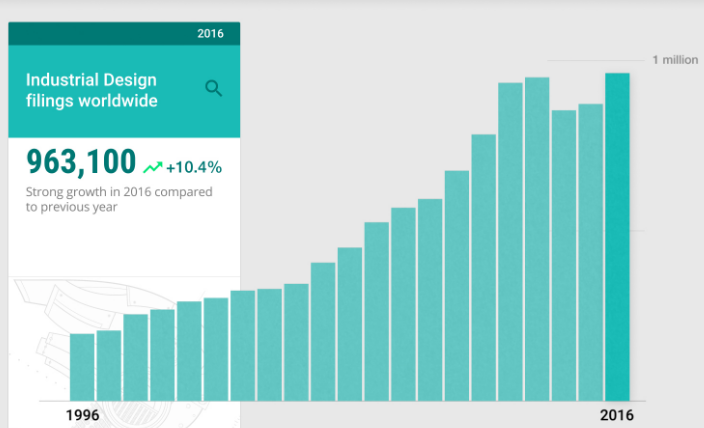 2016
Industrial Design
filings worldwide
963,100 +10.4%
Strong growth in 2016 compared
to previous year
1 million
1996
2016